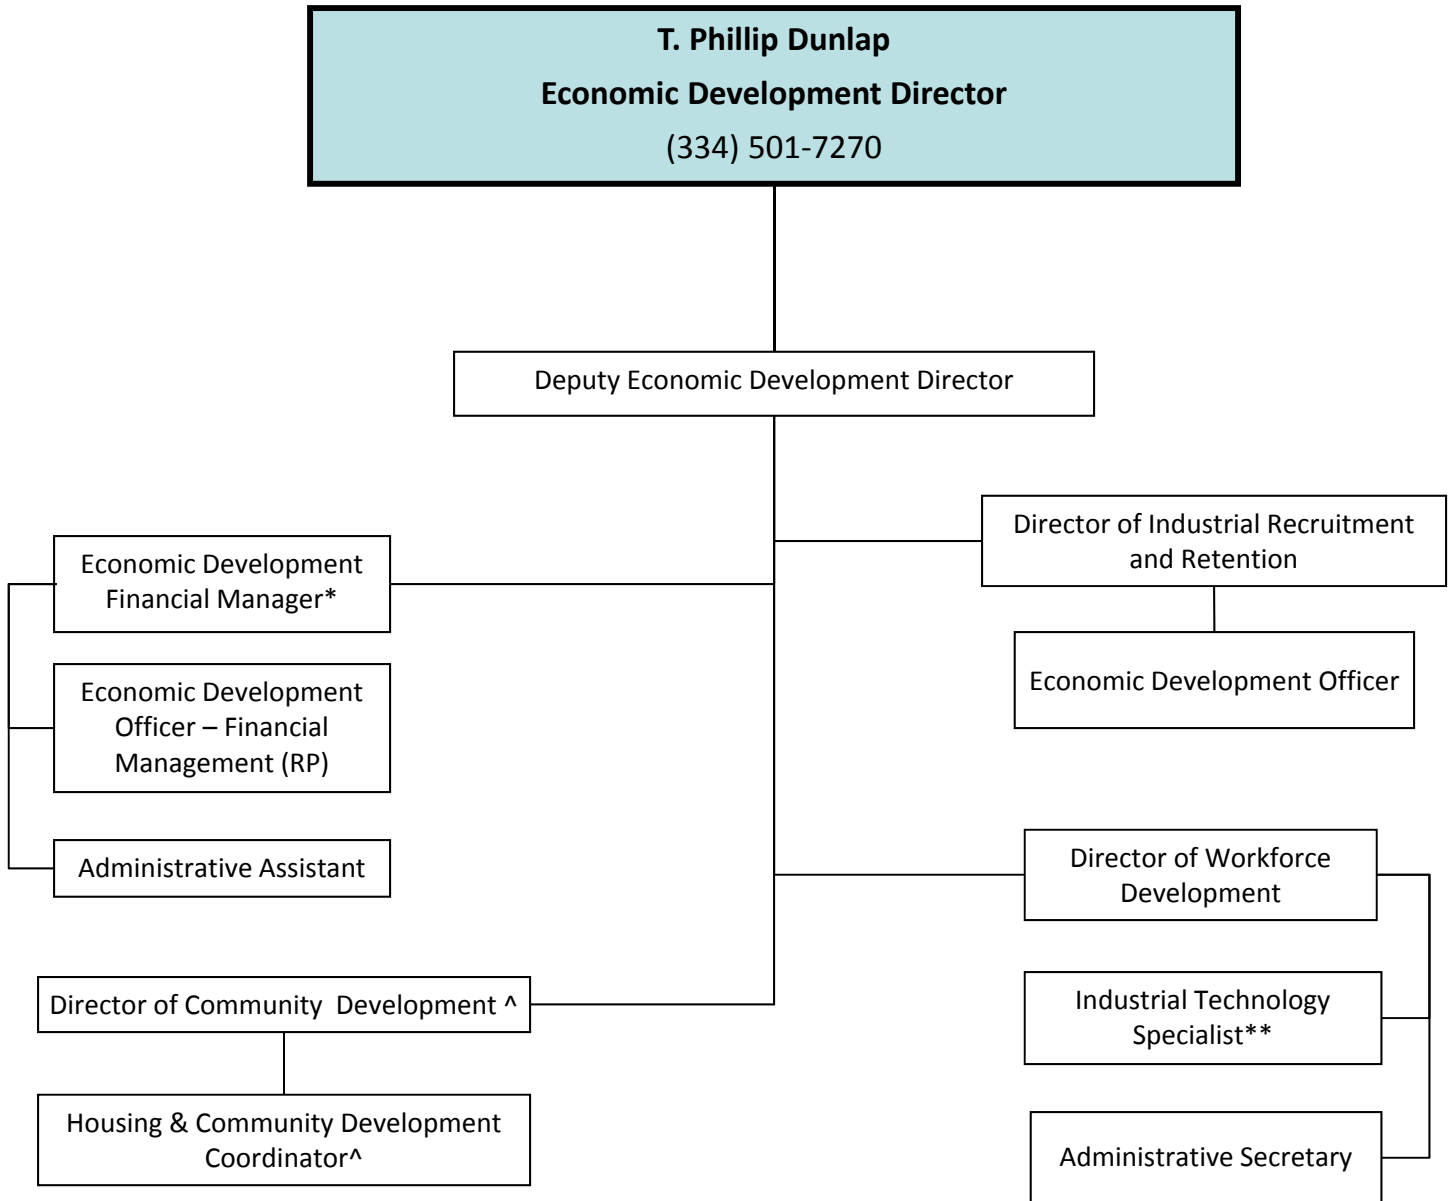 T. Phillip Dunlap
Economic Development Director
(334) 501-7270
Deputy Economic Development Director
Director of Industrial Recruitment
and Retention
Economic Development
Financial Manager*
Economic Development Officer
Economic Development
Officer – Financial
Management (RP)
Administrative Assistant
Director of Workforce
Development
Director of Community  Development ^
Industrial Technology
Specialist**
Housing & Community Development
Coordinator^
Administrative Secretary